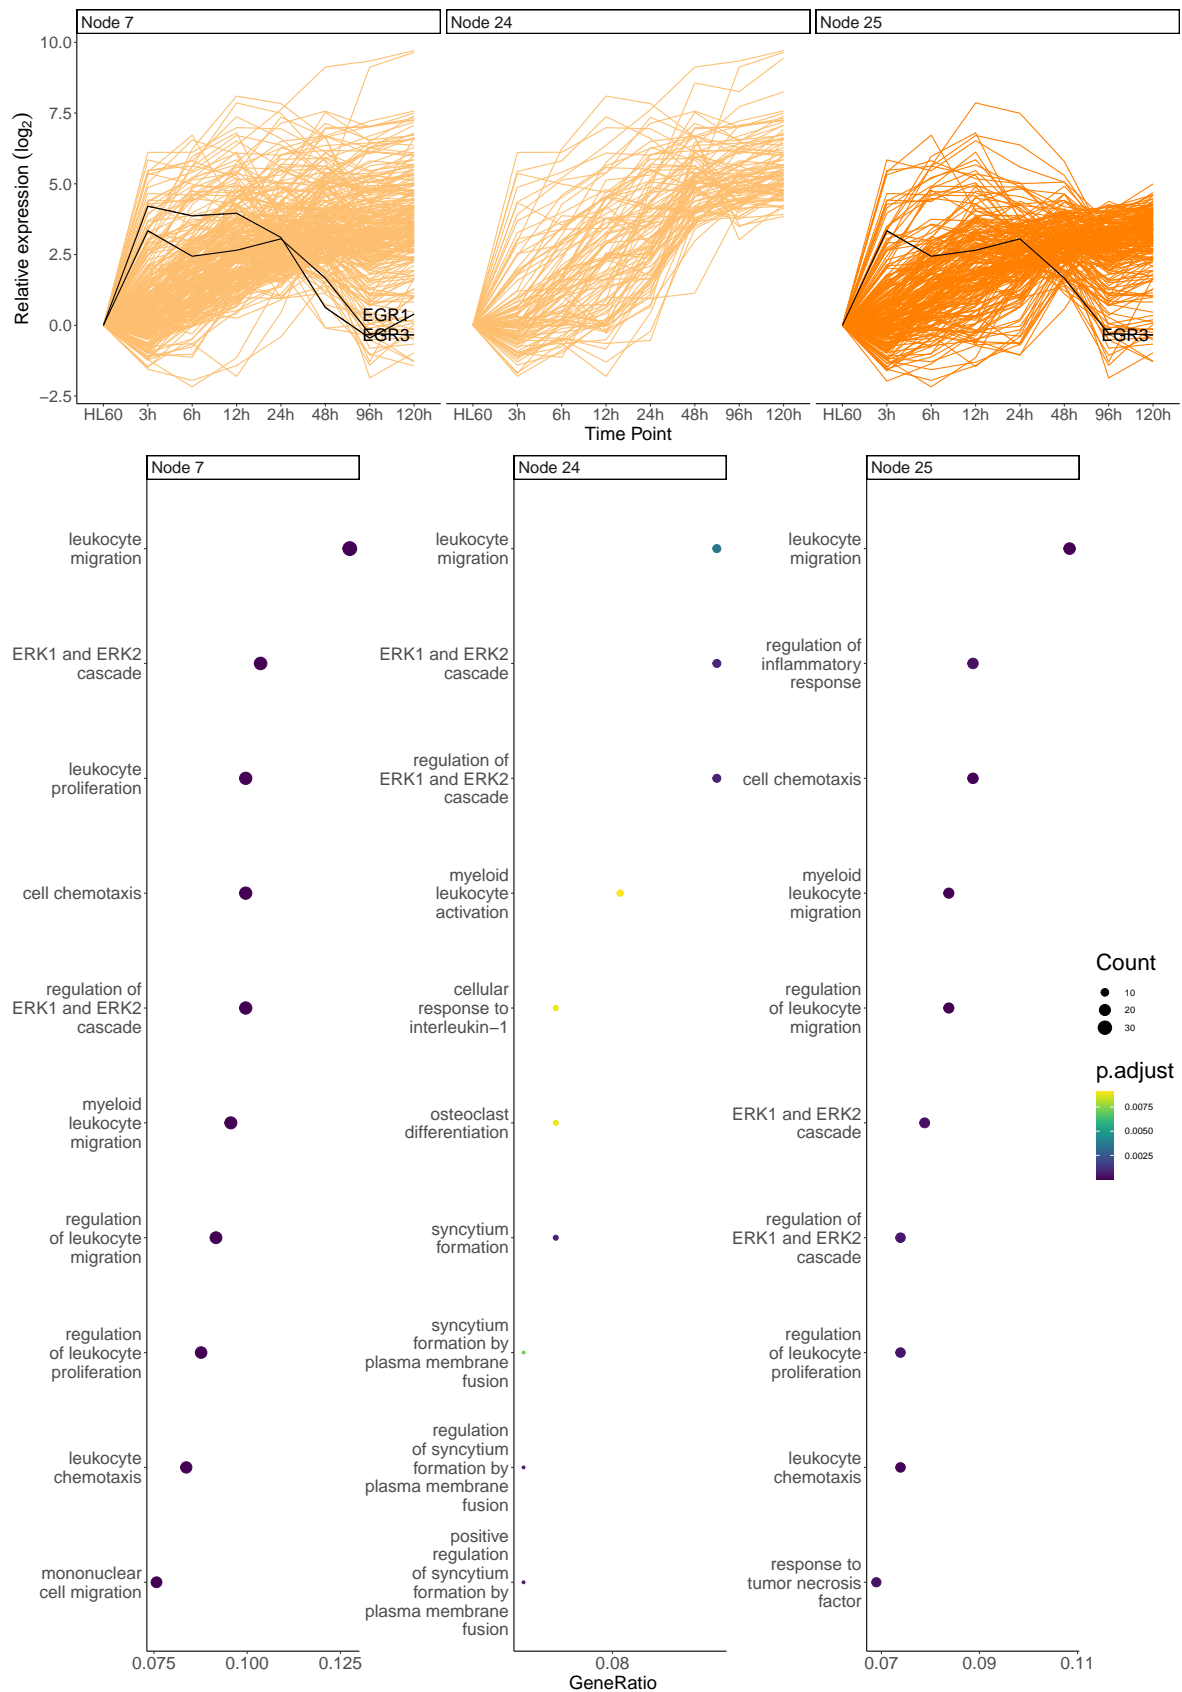 Node 7
Node 24
Node 25
Relative expression (log2)
10.0
7.5
5.0
2.5
0.0
−2.5
EGR1
EGR3
EGR3
HL60 3h 6h 12h 24h 48h 96h 120h
HL60 3h 6h 12h 24h 48h 96h 120h
HL60 3h 6h 12h 24h 48h 96h 120h
Time Point
Node 7
leukocyte
migration
ERK1 and ERK2
cascade
leukocyte
proliferation
cell chemotaxis
regulation of
ERK1 and ERK2
cascade
myeloid
leukocyte
migration
regulation
of leukocyte
migration
regulation
of leukocyte
proliferation
leukocyte
chemotaxis
mononuclear
cell migration
0.075 0.100 0.125
Node 24
leukocyte
migration
ERK1 and ERK2
cascade
regulation of
ERK1 and ERK2
cascade
myeloid
leukocyte
activation
cellular
response to
interleukin−1
osteoclast
differentiation
syncytium
formation
syncytium
formation by
plasma membrane
fusion
regulation
of syncytium
formation by
plasma membrane
fusion
positive
regulation
of syncytium
formation by
plasma membrane
fusion
0.08
Node 25
leukocyte
migration
regulation of
inflammatory
response
cell chemotaxis
myeloid
leukocyte
migration
regulation
of leukocyte
migration
ERK1 and ERK2
cascade
regulation of
ERK1 and ERK2
cascade
regulation
of leukocyte
proliferation
leukocyte
chemotaxis
response to
tumor necrosis
factor
0.07 0.09 0.11
GeneRatio
Count
10
20
30
p.adjust
0.0075
0.0050
0.0025